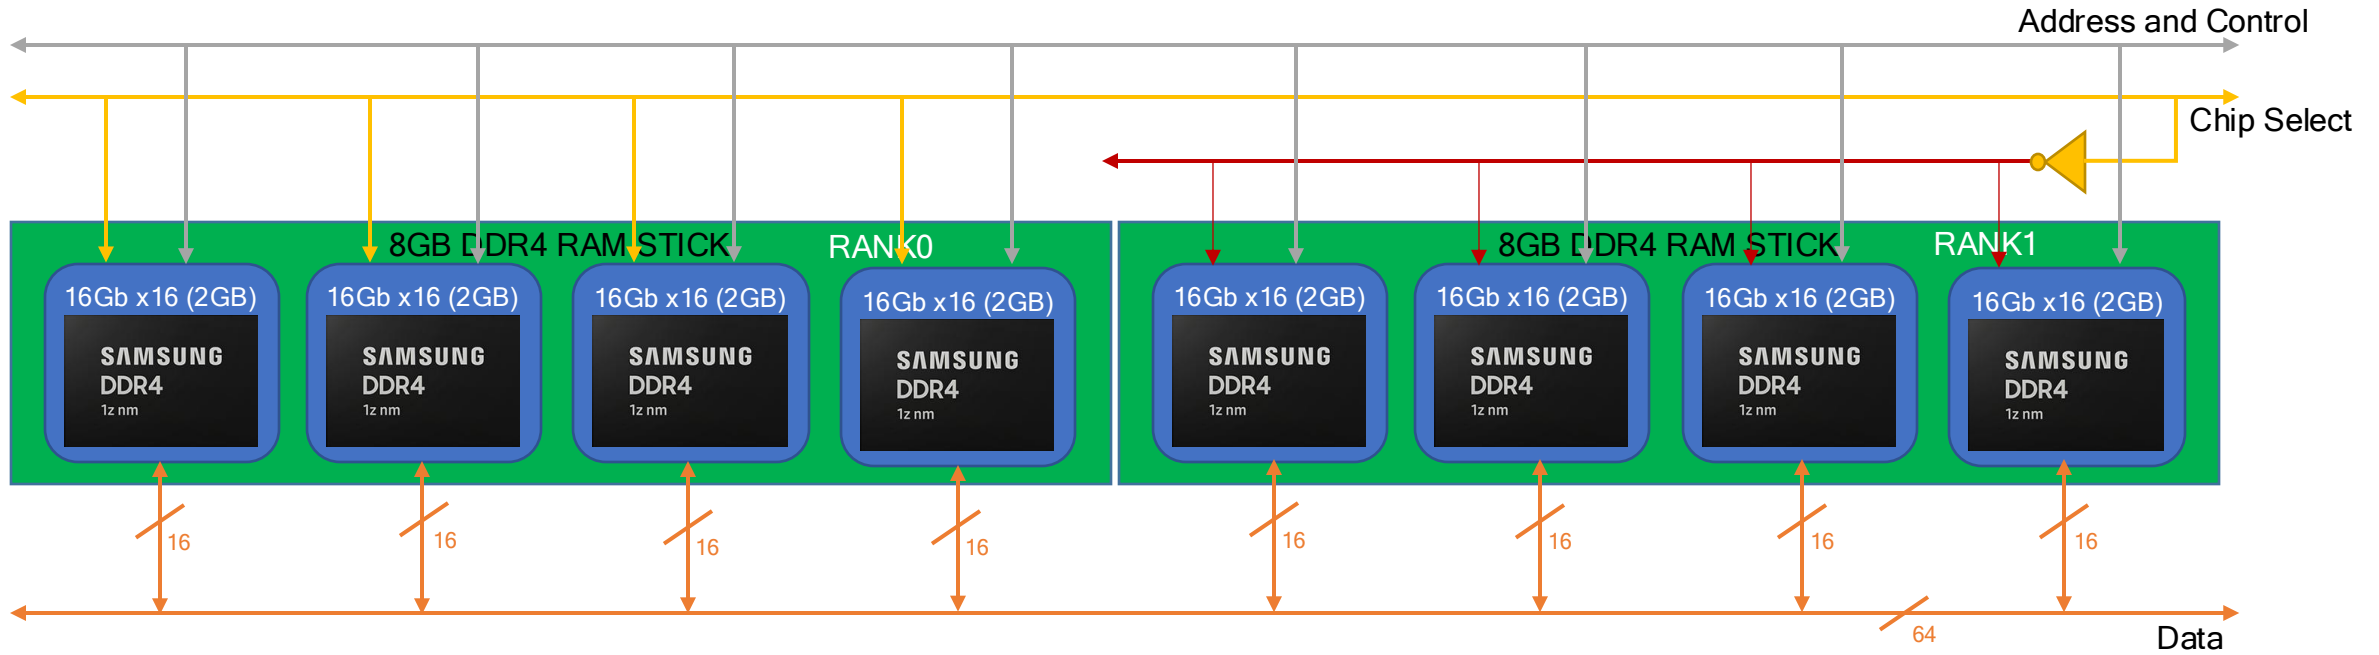 Address and Control
Chip Select
8GB DDR4 RAM STICK RANK0
8GB DDR4 RAM STICK RANK1
16Gb x16 (2GB)
SAMSUNG
DDR4
1z nm
16Gb x16 (2GB)
SAMSUNG
DDR4
1z nm
16Gb x16 (2GB)
SAMSUNG
DDR4
1z nm
16Gb x16 (2GB)
SAMSUNG
DDR4
1z nm
16Gb x16 (2GB)
SAMSUNG
DDR4
1z nm
16Gb x16 (2GB)
SAMSUNG
DDR4
1z nm
16Gb x16 (2GB)
SAMSUNG
DDR4
1z nm
16Gb x16 (2GB)
SAMSUNG
DDR4
1z nm
16
16
16
16
16
16
16
16
64
Data